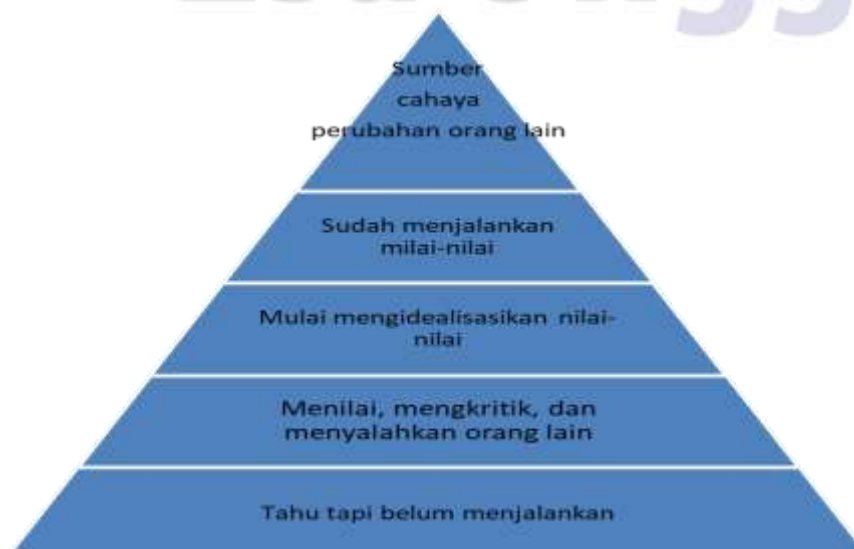 Sumber
cahaya
perubahan orang lain
Sudah menjalankan
milai-nilai
Mulai mengidealisasikan nilai-
nilai
Menilai, mengkritik, dan
menyalahkan orang lain
Tahu tapi belum menjalankan